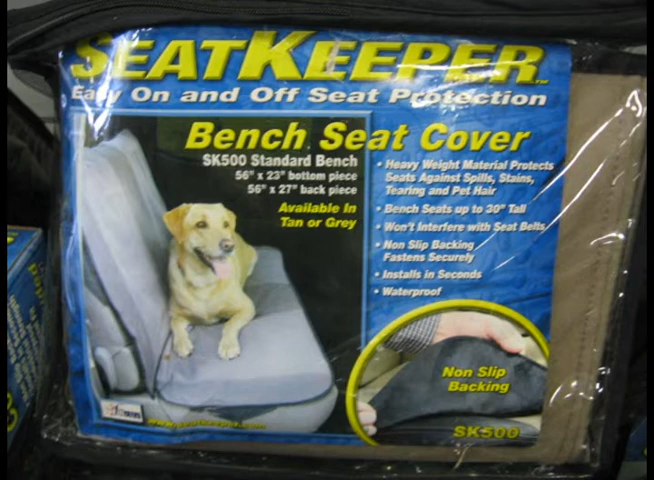 SEATKEEPER™
Easy On and Off Seat Protection
Bench Seat Cover
SK500 Standard Bench
56" x 23" bottom piece
56" x 27" back piece
Available In
Tan or Grey
• Heavy Weight Material Protects
Seats Against Spills, Stains,
Tearing and Pet Hair
• Bench Seats up to 30" Tall
• Won't Interfere with Seat Belts
• Non Slip Backing
Fastens Securely
• Installs in Seconds
• Waterproof
Non Slip
Backing
www.seatkeeper.com
SK500